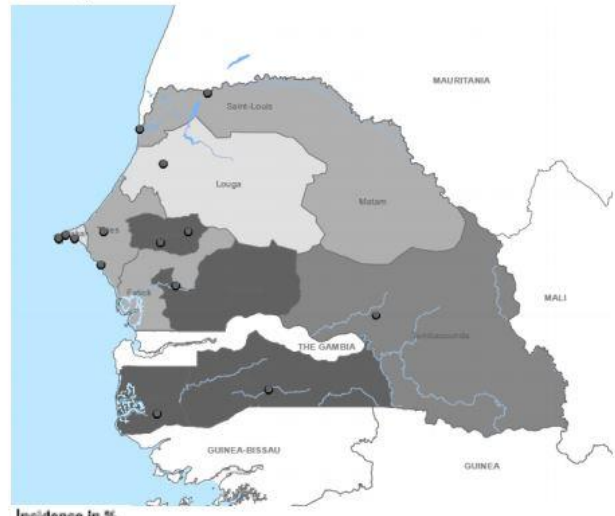 MAURITANIA
Saint-Louis
Louga
Matam
Fatick
MALI
THE GAMBIA
GUINEA-BISSAU
GUINEA
Incidence in %